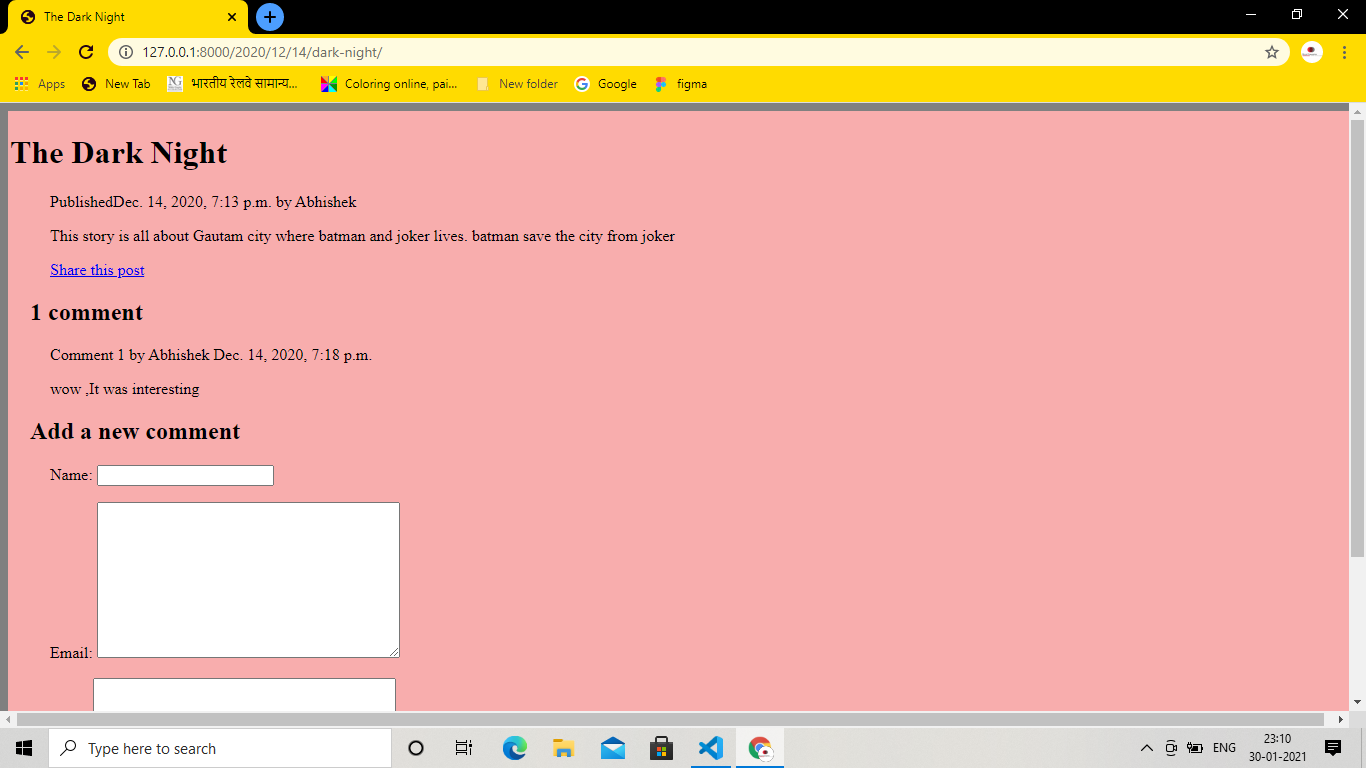 The Dark Night
127.0.0.1:8000/2020/12/14/dark-night/
Apps New Tab NG भारतीय रेलवे सामान्य... Coloring online, pai... New folder Google figma
The Dark Night
PublishedDec. 14, 2020, 7:13 p.m. by Abhishek
This story is all about Gautam city where batman and joker lives. batman save the city from joker
Share this post
1 comment
Comment 1 by Abhishek Dec. 14, 2020, 7:18 p.m.
wow ,It was interesting
Add a new comment
Name:
Email:
Type here to search
ENG
23:10
30-01-2021